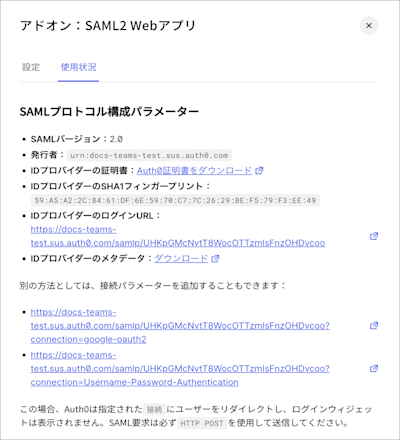 アドオン：SAML2 Webアプリ
設定 使用状況
SAMLプロトコル構成パラメーター
SAMLバージョン：2.0
発行者： urn:docs-teams-test.sus.auth0.com
IDプロバイダーの証明書：Auth0証明書をダウンロード
IDプロバイダーのSHA1フィンガープリント：
59:A5:A2:2C:84:61:DF:6E:59:70:C7:7C:26:29:BE:F5:79:F3:EE:49
IDプロバイダーのログインURL：
https://docs-teams-
test.sus.auth0.com/samlp/UHKpGMcNvtT8WocOTTzmlsFnzOHDvcoo
IDプロバイダーのメタデータ：ダウンロード
別の方法としては、接続パラメーターを追加することもできます：
https://docs-teams-
test.sus.auth0.com/samlp/UHKpGMcNvtT8WocOTTzmlsFnzOHDvcoo?
connection=google-oauth2
https://docs-teams-
test.sus.auth0.com/samlp/UHKpGMcNvtT8WocOTTzmlsFnzOHDvcoo?
connection=Username-Password-Authentication
この場合、Auth0は指定された 接続 にユーザーをリダイレクトし、ログインウィジェッ
トは表示されません。SAML要求は必ず HTTP POST を使用して送信してください。